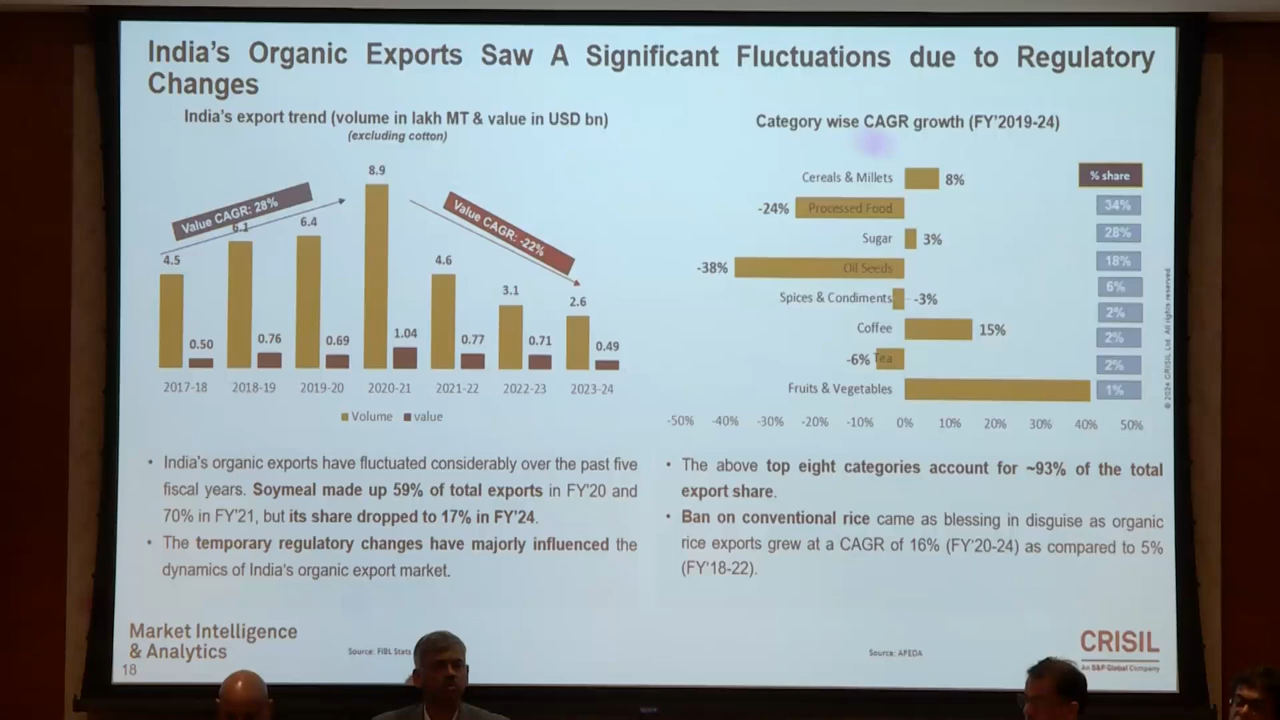 India's Organic Exports Saw A Significant Fluctuations due to Regulatory
Changes
India's export trend (volume in lakh MT & value in USD bn)
(excluding cotton)
Value CAGR: 28%
Value CAGR: -22%
4.5
0.50
6.1
0.76
6.4
0.69
8.9
1.04
4.6
0.77
3.1
0.71
2.6
0.49
2017-18
2018-19
2019-20
2020-21
2021-22
2022-23
2023-24
Volume
value
Category wise CAGR growth (FY'2019-24)
% share
Cereals & Millets 8% 34%
-24% Processed Food 28%
Sugar 3% 18%
-38% Oil Seeds 6%
Spices & Condiments -3% 2%
Coffee 15% 2%
-6% Tea 2%
Fruits & Vegetables 1%
-50% -40% -30% -20% -10% 0% 10% 20% 30% 40% 50%
© 2024 CRISIL Ltd. All rights reserved
• India's organic exports have fluctuated considerably over the past five
fiscal years. Soymeal made up 59% of total exports in FY'20 and
70% in FY'21, but its share dropped to 17% in FY'24.
• The temporary regulatory changes have majorly influenced the
dynamics of India's organic export market.
• The above top eight categories account for ~93% of the total
export share.
• Ban on conventional rice came as blessing in disguise as organic
rice exports grew at a CAGR of 16% (FY'20-24) as compared to 5%
(FY'18-22).
Market Intelligence
& Analytics
18
Source: FIBL Stats
Source: APEDA
CRISIL
An S&P Global Company